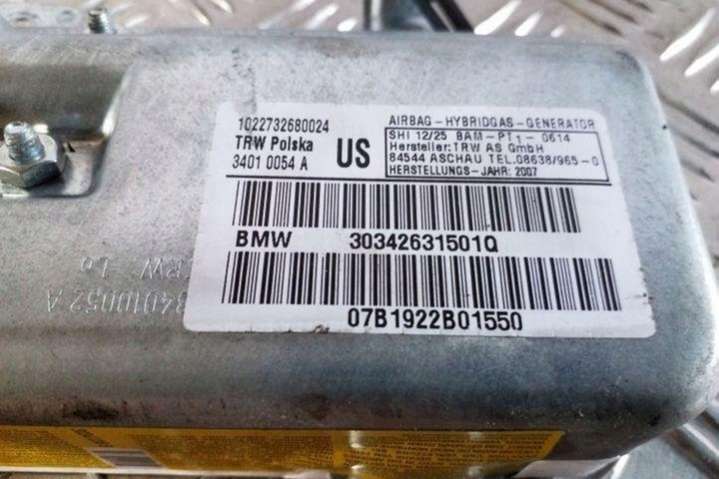 1022732680024
TRW Polska
3401 0054 A
US
AIRBAG-HYBRIDGAS-GENERATOR
SHI 12/25 BAM-PT1-0614
Hersteller:TRW AS GmbH
84544 ASCHAU TEL.08638/965-0
HERSTELLUNGS-JAHR: 2007
BMW 30342631501Q
07B1922B01550
34010052 A